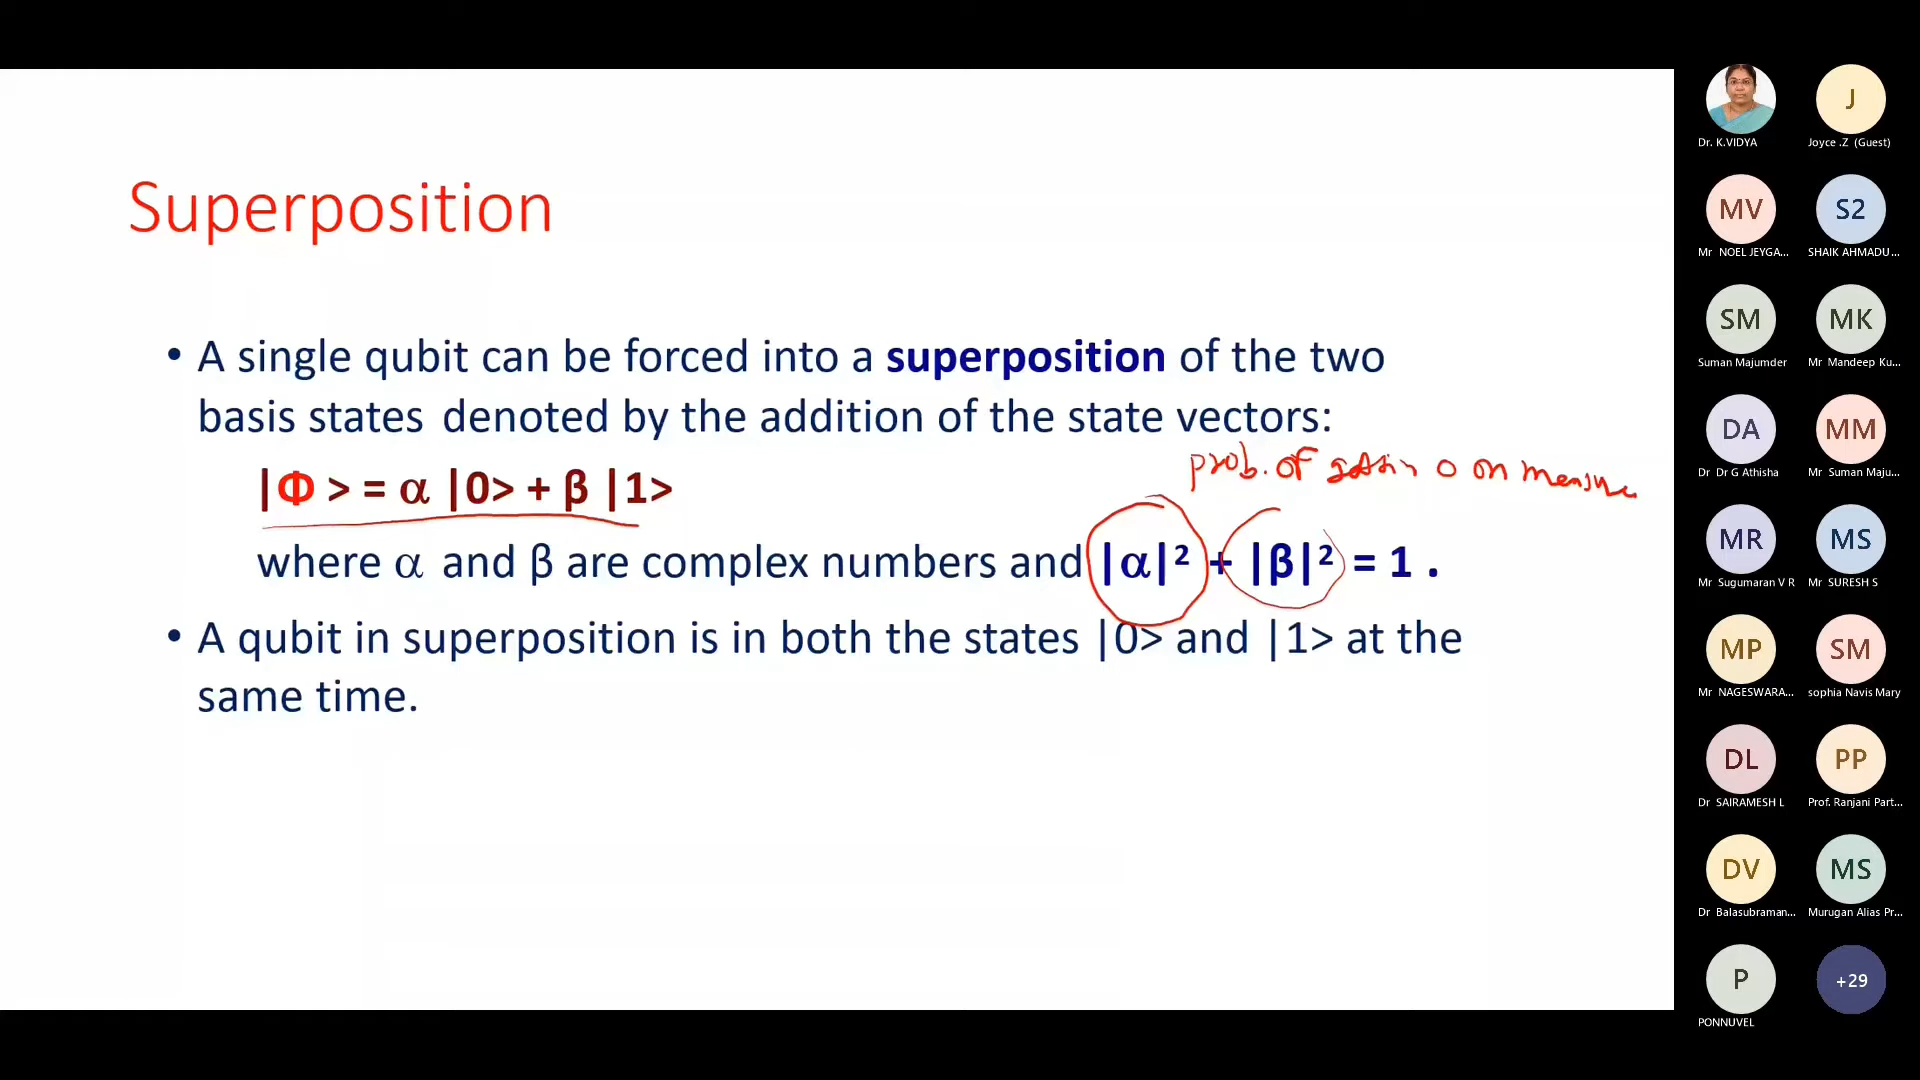 Superposition
• A single qubit can be forced into a superposition of the two
basis states denoted by the addition of the state vectors:
prob. of gettin 0 on measure
|Φ > = α |0> + β |1>
where α and β are complex numbers and |α|² + |β|² = 1 .
• A qubit in superposition is in both the states |0> and |1> at the
same time.
Dr. K.VIDYA
J
Joyce .Z (Guest)
MV
Mr NOEL JEYGA...
S2
SHAIK AHMADU...
SM
Suman Majumder
MK
Mr Mandeep Ku...
DA
Dr Dr G Athisha
MM
Mr Suman Maju...
MR
Mr Sugumaran V R
MS
Mr SURESH S
MP
Mr NAGESWARA...
SM
sophia Navis Mary
DL
Dr SAIRAMESH L
PP
Prof. Ranjani Part...
DV
Dr Balasubraman...
MS
Murugan Alias Pr...
P
PONNUVEL
+29